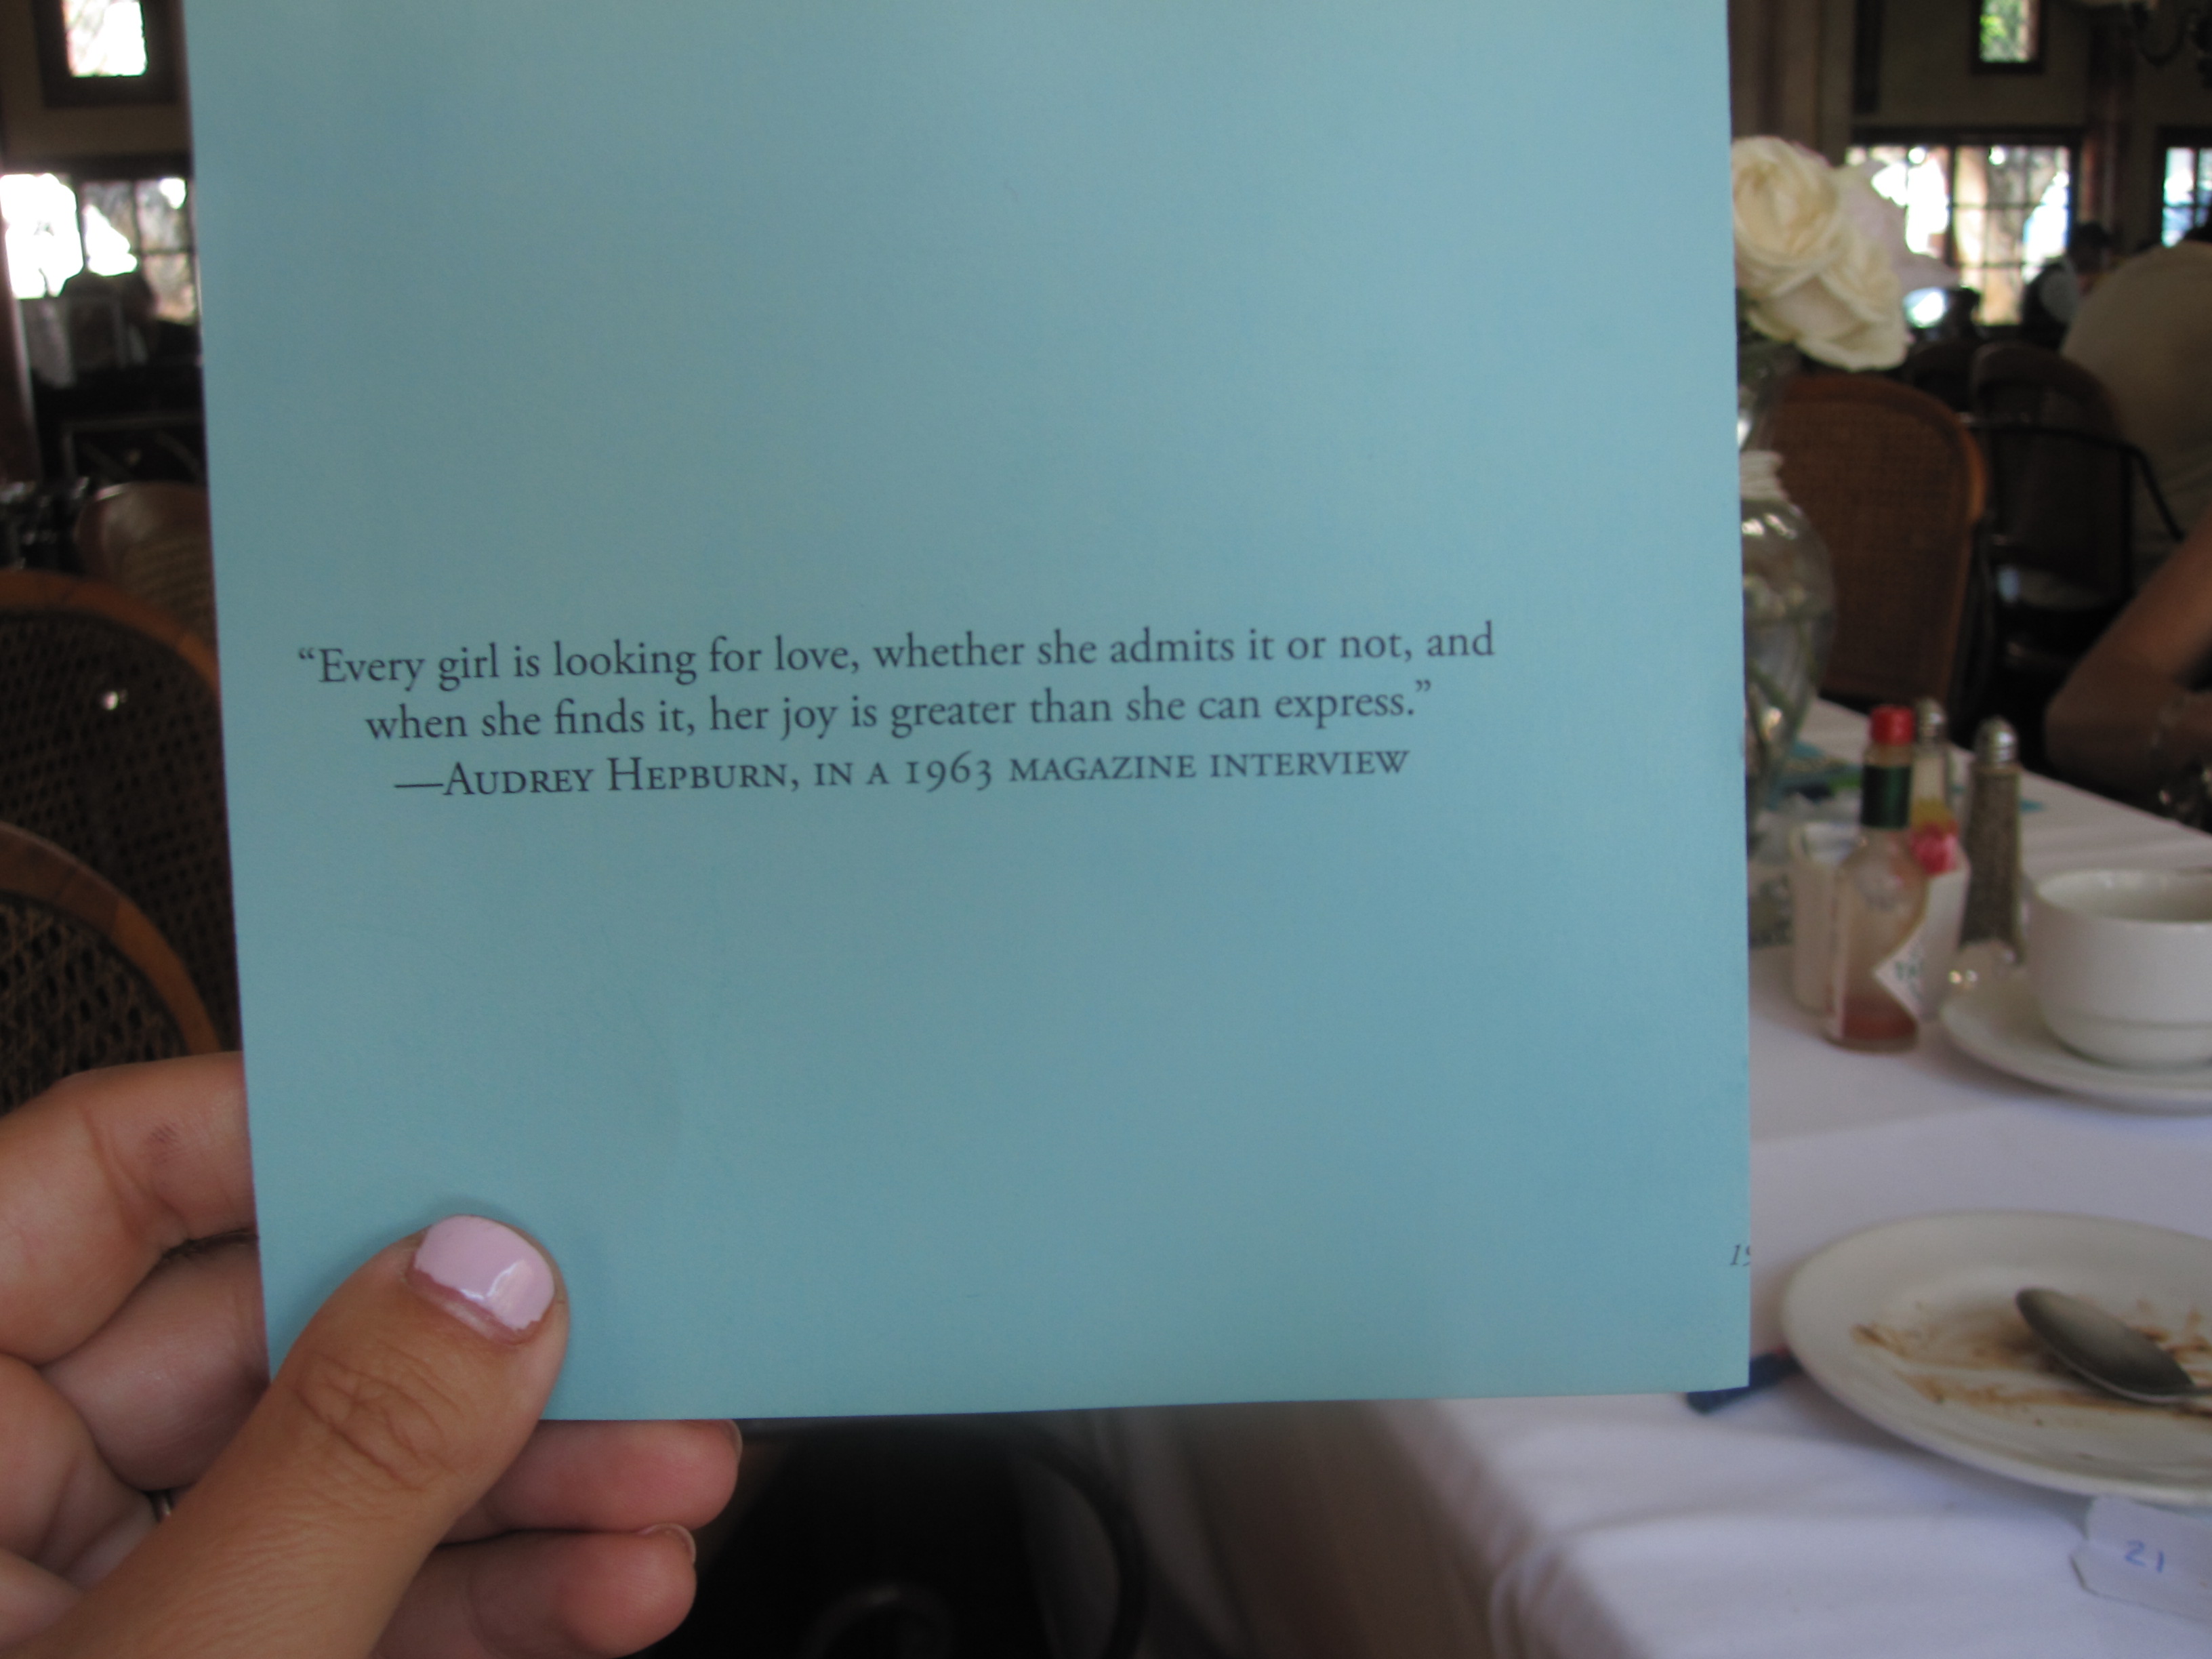 “Every girl is looking for love, whether she admits it or not, and
when she finds it, her joy is greater than she can express.”
—AUDREY HEPBURN, IN A 1963 MAGAZINE INTERVIEW
21